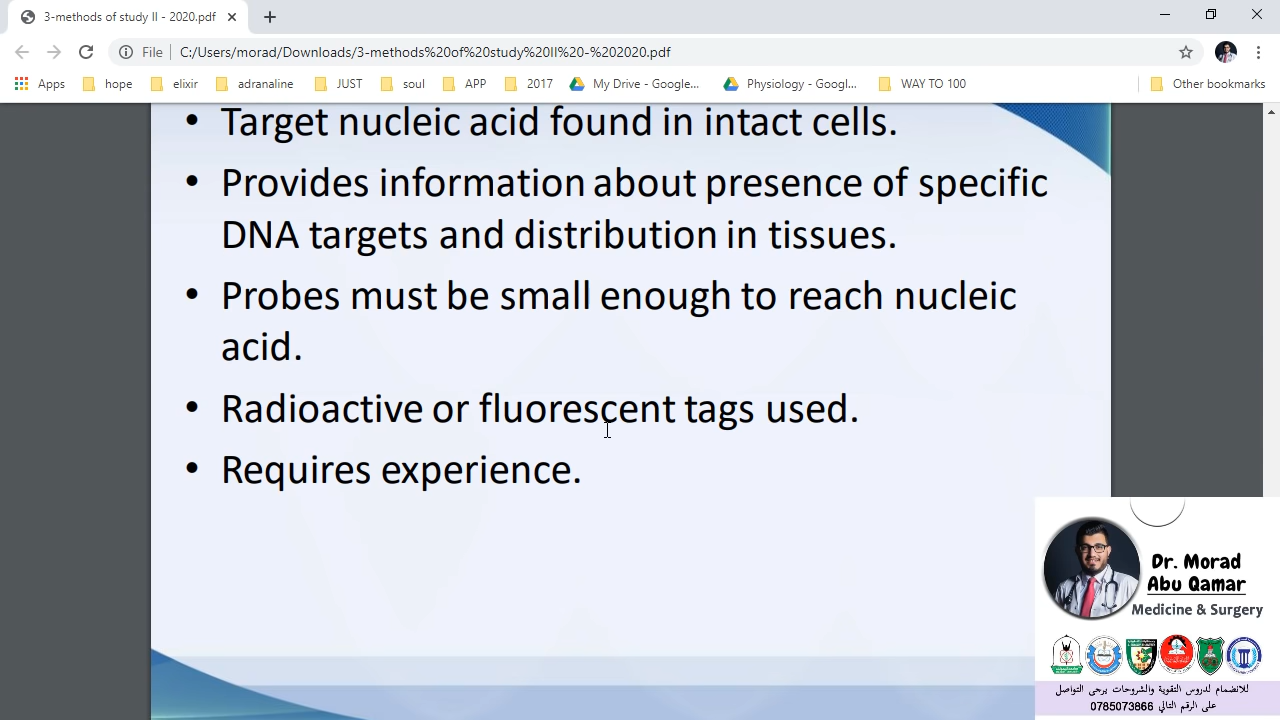 3-methods of study II - 2020.pdf
File
C:/Users/morad/Downloads/3-methods%20of%20study%20II%20-%202020.pdf
Apps hope elixir adranaline JUST soul APP 2017 My Drive - Google... Physiology - Googl... WAY TO 100 Other bookmarks
• Target nucleic acid found in intact cells.
• Provides information about presence of specific
DNA targets and distribution in tissues.
• Probes must be small enough to reach nucleic
acid.
• Radioactive or fluorescent tags used.
• Requires experience.
Dr. Morad
Abu Qamar
Medicine & Surgery
للانضمام لدروس التقوية والشروحات يرجى التواصل
على الرقم التالي 0785073866